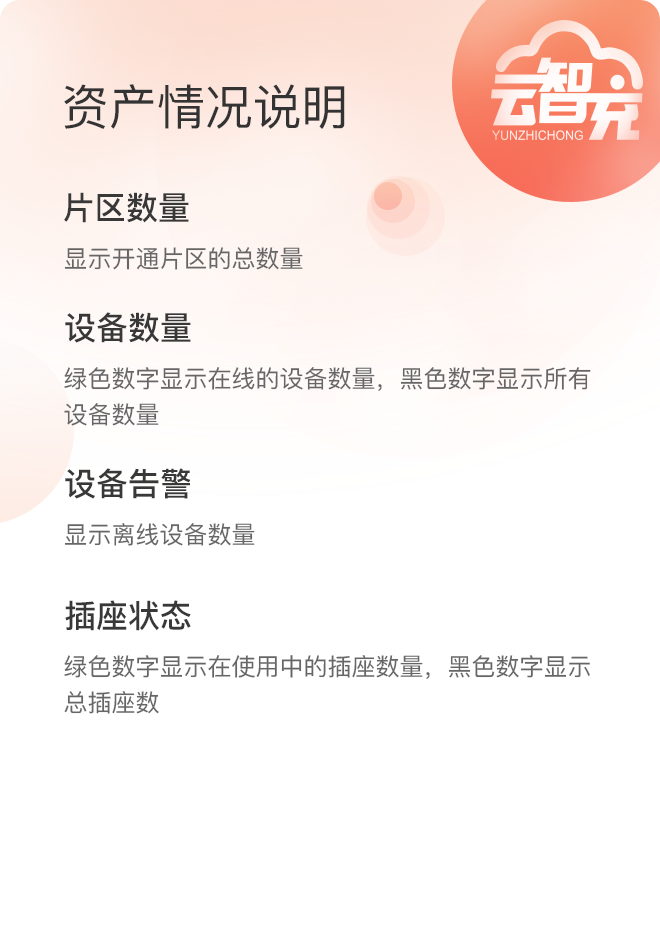 云智充
YUNZHICHONG
资产情况说明
片区数量
显示开通片区的总数量
设备数量
绿色数字显示在线的设备数量，黑色数字显示所有
设备数量
设备告警
显示离线设备数量
插座状态
绿色数字显示在使用中的插座数量，黑色数字显示
总插座数